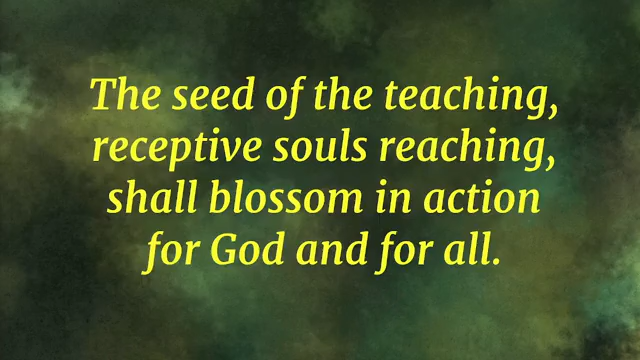 The seed of the teaching,
receptive souls reaching,
shall blossom in action
for God and for all.